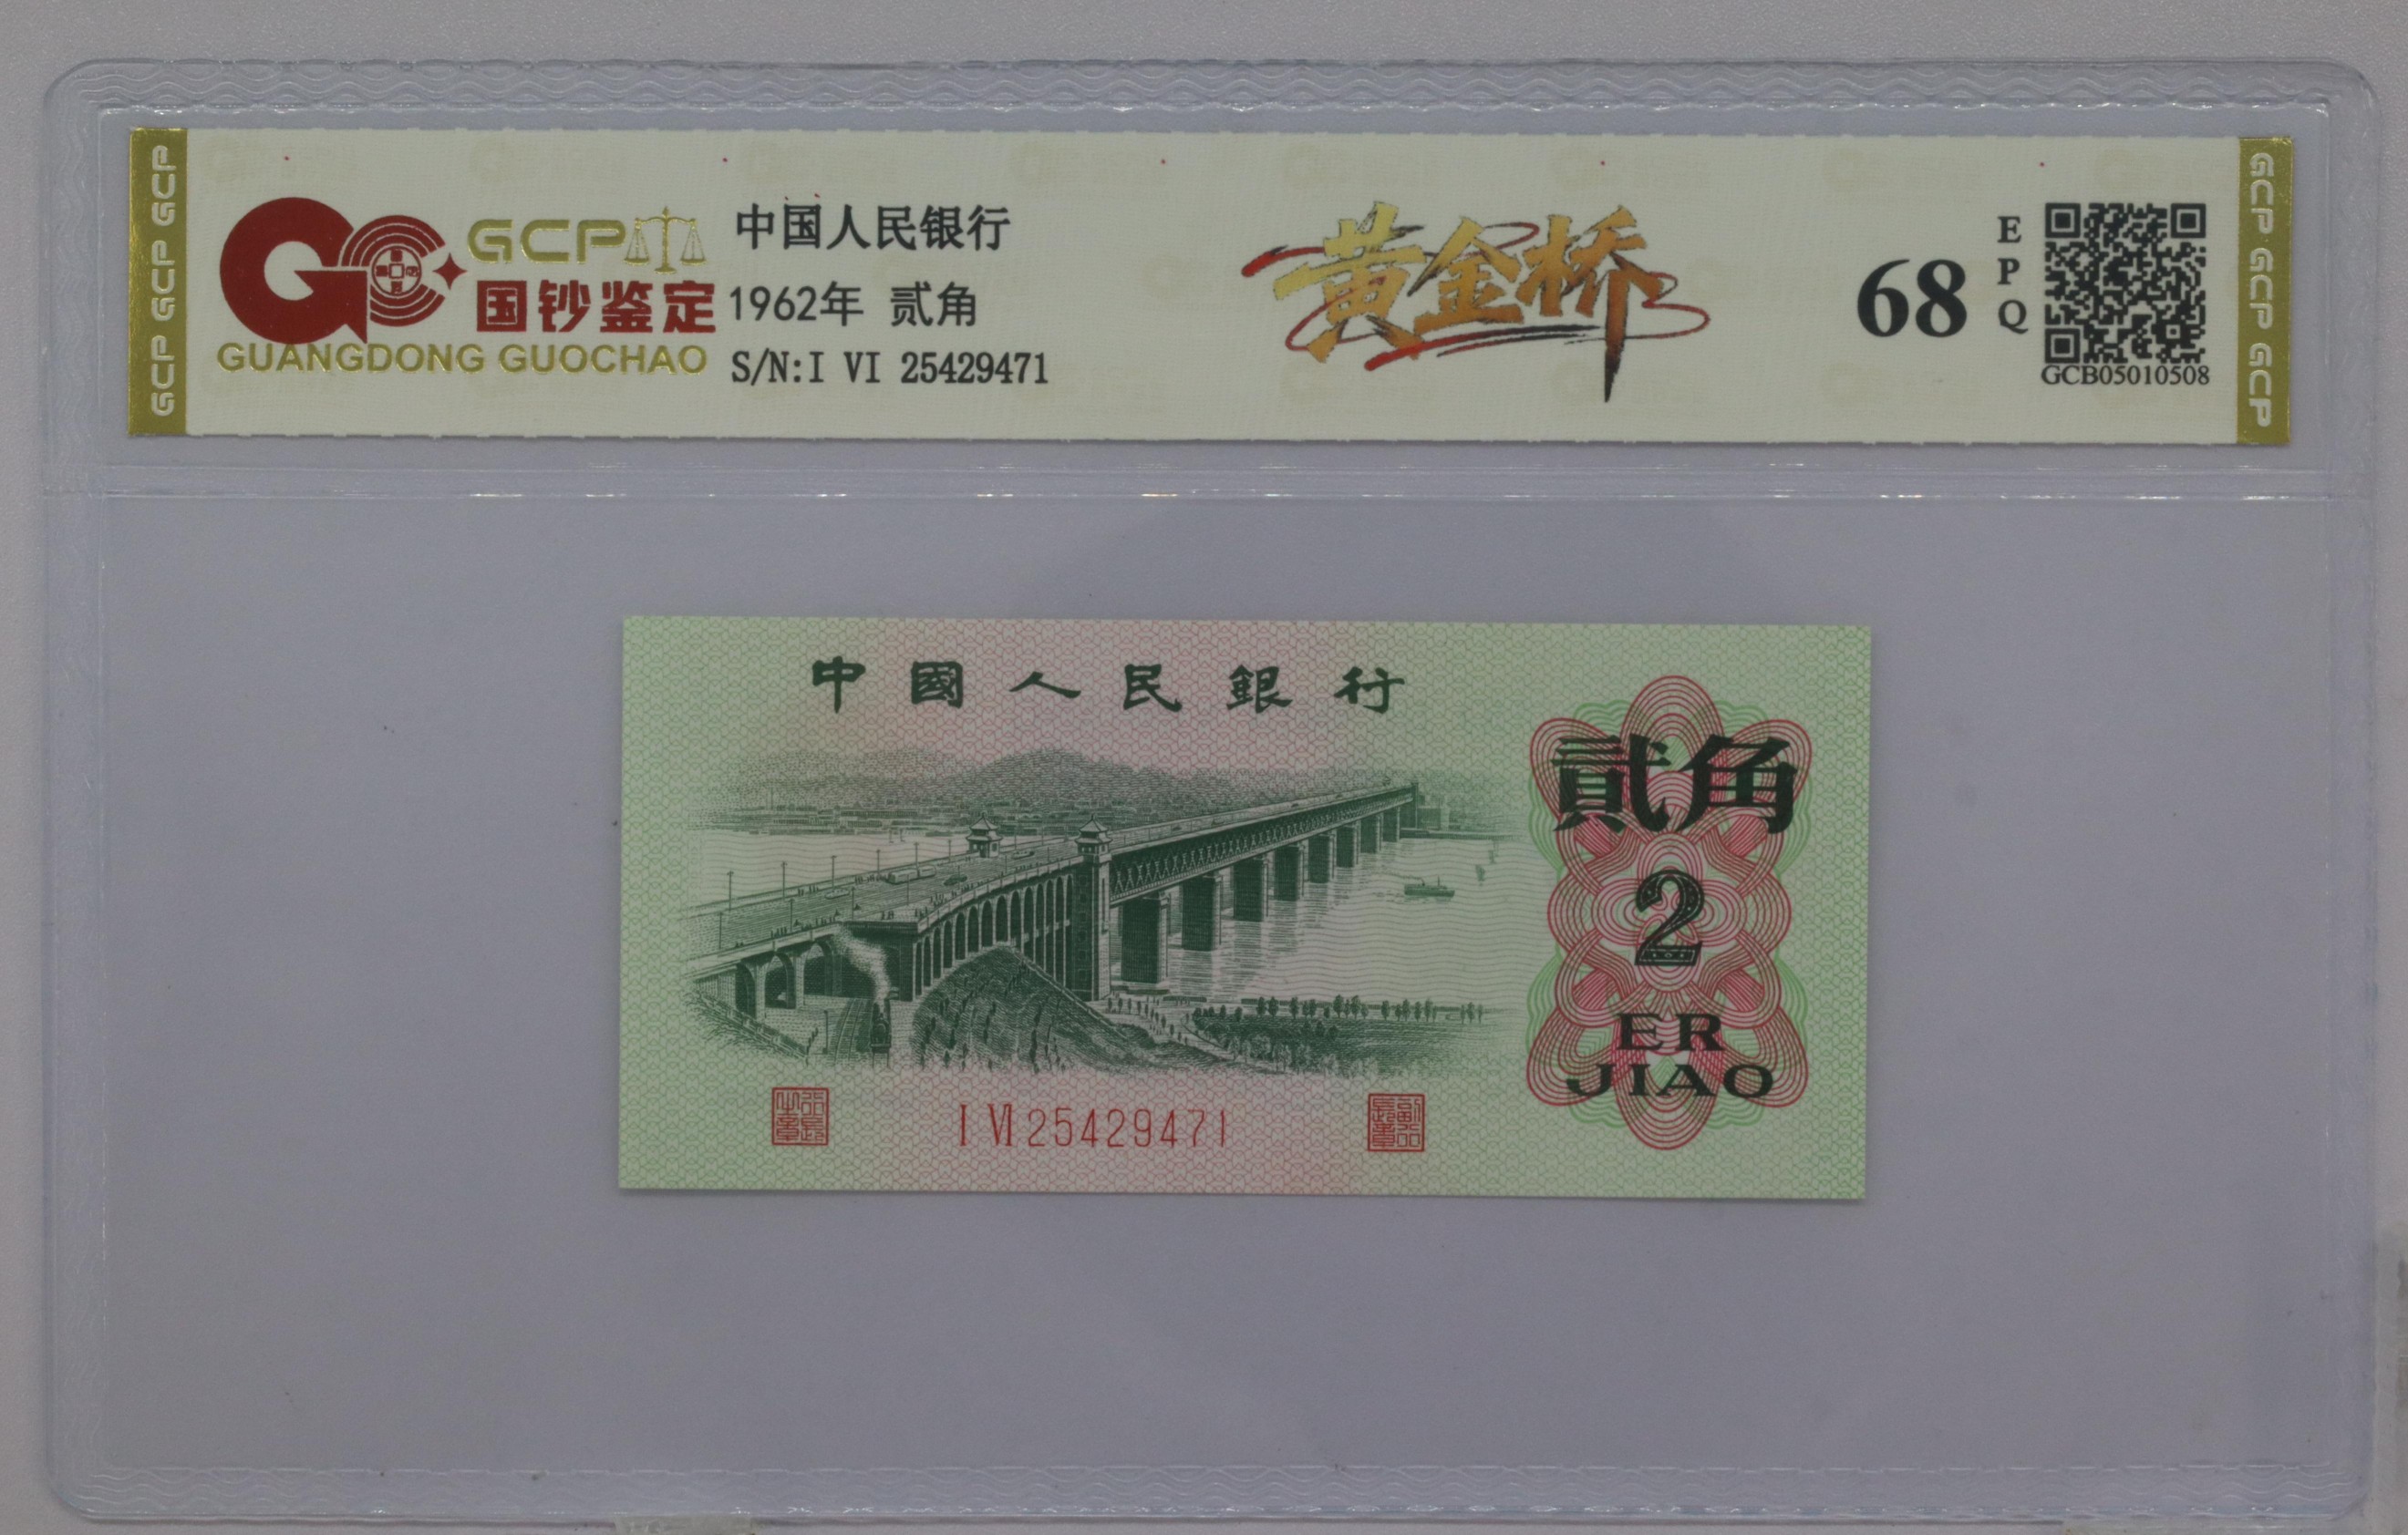 GCP GCP GCP
GCP
国钞鉴定
GUANGDONG GUOCHAO
中国人民银行
1962年 贰角
S/N:I VI 25429471
黄金桥
68
EPQ
GCB05010508
GCP GCP GCP
中國人民銀行
貳角
2
ER
JIAO
I VI 25429471